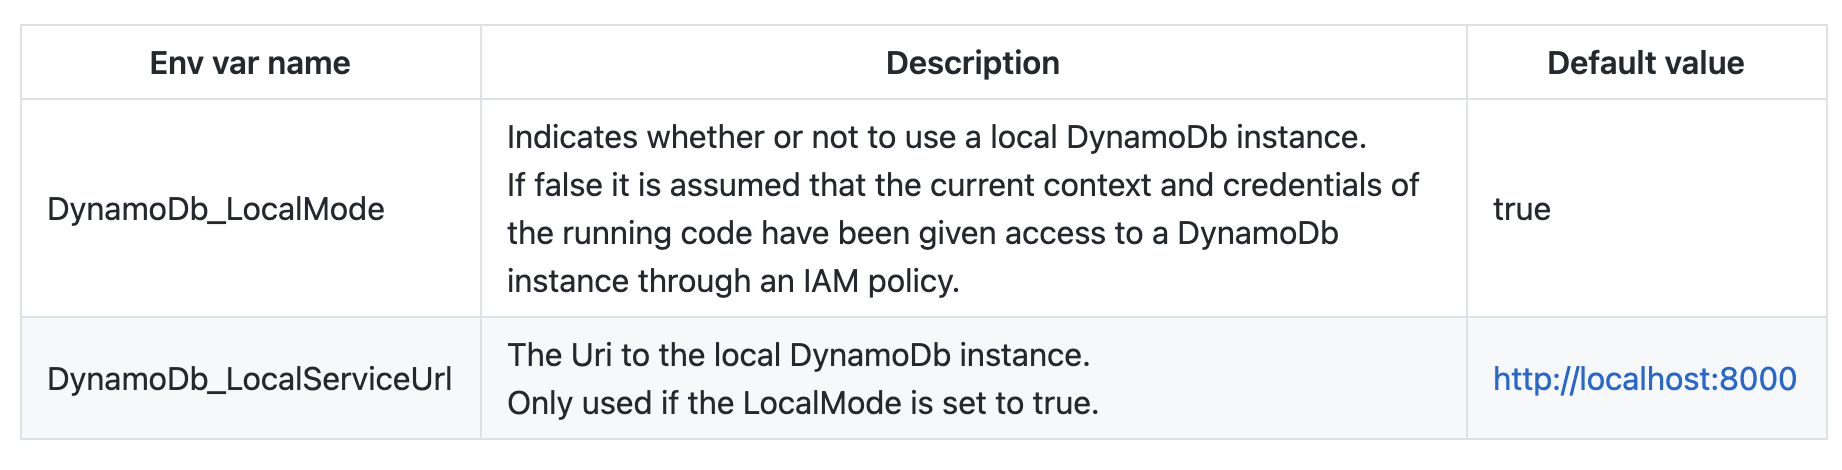 Env var name
Description
Default value
DynamoDb_LocalMode
Indicates whether or not to use a local DynamoDb instance.
If false it is assumed that the current context and credentials of
the running code have been given access to a DynamoDb
instance through an IAM policy.
true
DynamoDb_LocalServiceUrl
The Uri to the local DynamoDb instance.
Only used if the LocalMode is set to true.
http://localhost:8000